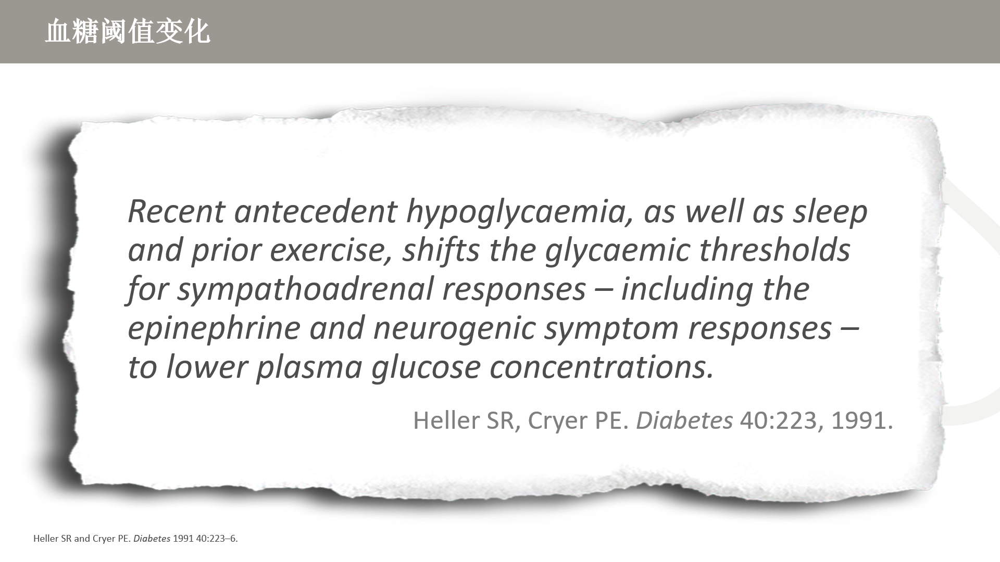 血糖阈值变化
Recent antecedent hypoglycaemia, as well as sleep
and prior exercise, shifts the glycaemic thresholds
for sympathoadrenal responses – including the
epinephrine and neurogenic symptom responses –
to lower plasma glucose concentrations.
Heller SR, Cryer PE. Diabetes 40:223, 1991.
Heller SR and Cryer PE. Diabetes 1991 40:223–6.